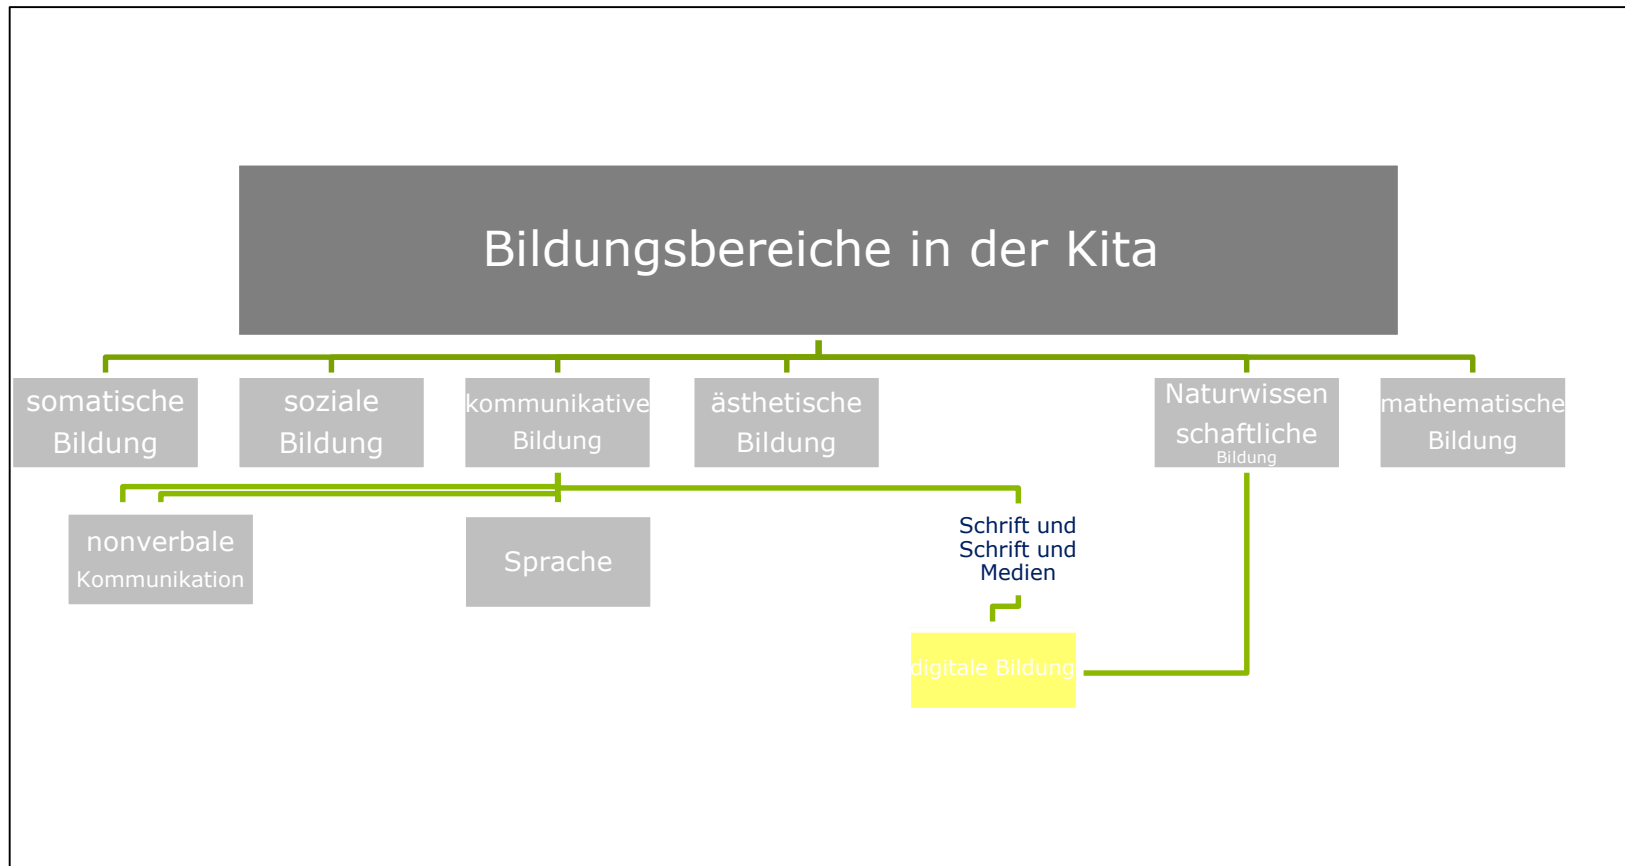 Bildungsbereiche in der Kita
somatische
Bildung
soziale
Bildung
kommunikative
Bildung
ästhetische
Bildung
Naturwissen
schaftliche
Bildung
mathematische
Bildung
nonverbale
Kommunikation
Sprache
Schrift und
Schrift und
Medien
digitale Bildung